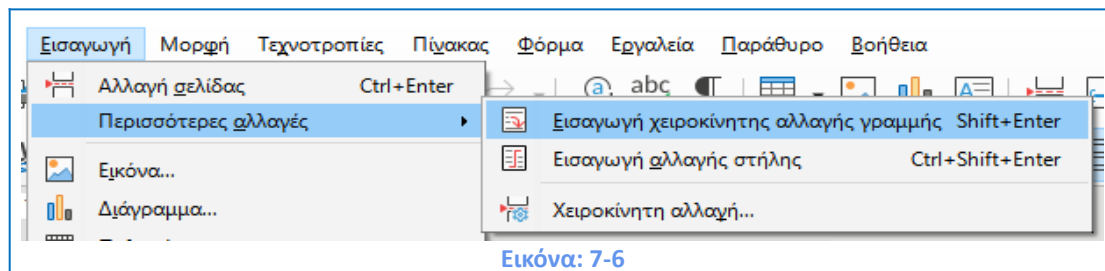 Εισαγωγή Μορφή Τεχνοτροπίες Πίνακας Φόρμα Εργαλεία Παράθυρο Βοήθεια
Αλλαγή σελίδας Ctrl+Enter
a abc ¶ A
Περισσότερες αλλαγές
Εισαγωγή χειροκίνητης αλλαγής γραμμής Shift+Enter
Εισαγωγή αλλαγής στήλης Ctrl+Shift+Enter
Εικόνα...
Διάγραμμα...
Χειροκίνητη αλλαγή...
Εικόνα: 7-6